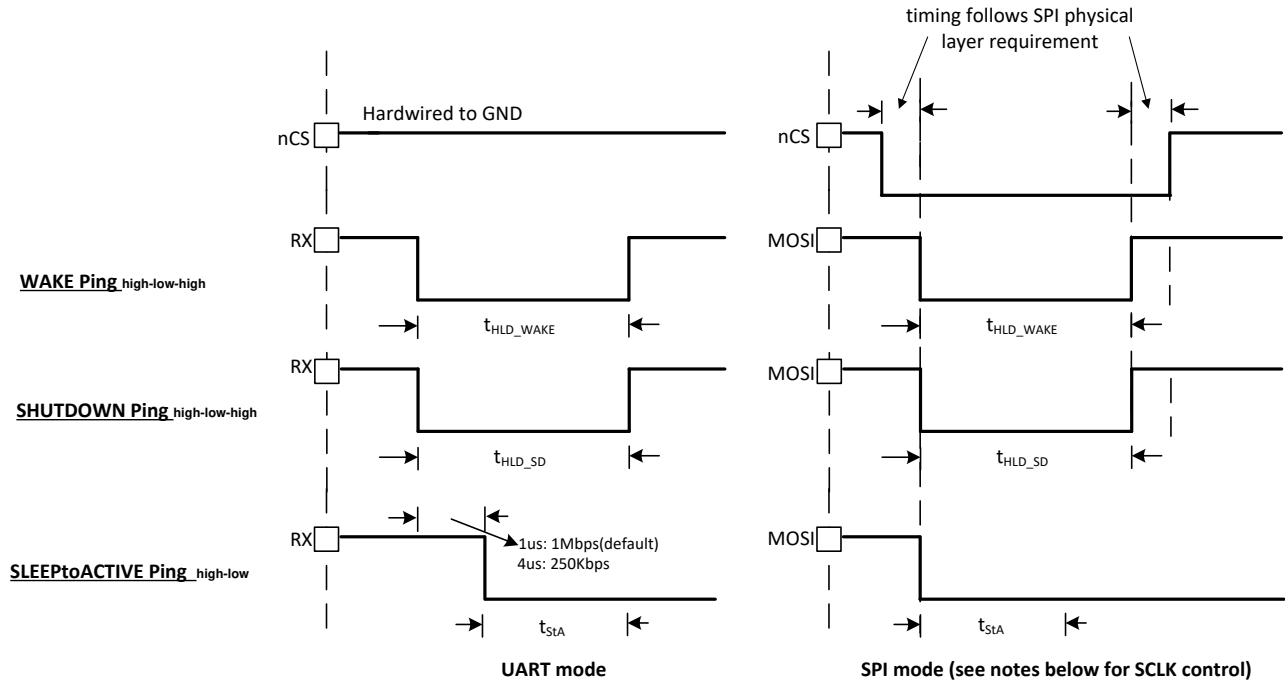 timing follows SPI physical
layer requirement
nCS
Hardwired to GND
nCS
WAKE Ping high-low-high
RX
tHLD_WAKE
MOSI
tHLD_WAKE
SHUTDOWN Ping high-low-high
RX
tHLD_SD
MOSI
tHLD_SD
SLEEPtoACTIVE Ping high-low
RX
1us: 1Mbps(default)
4us: 250Kbps
tStA
MOSI
tStA
UART mode
SPI mode (see notes below for SCLK control)